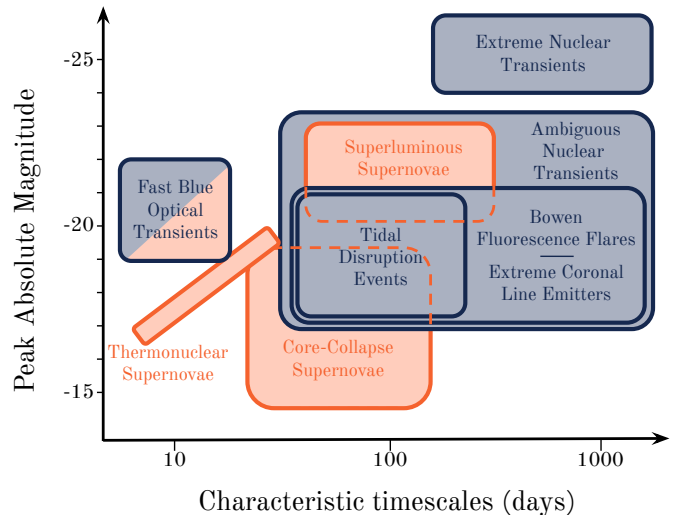 Peak Absolute Magnitude
-25
-20
-15
Extreme Nuclear
Transients
Ambiguous
Nuclear
Transients
Superluminous
Supernovae
Fast Blue
Optical
Transients
Bowen
Fluorescence Flares
Extreme Coronal
Line Emitters
Tidal
Disruption
Events
Thermonuclear
Supernovae
Core-Collapse
Supernovae
10
100
1000
Characteristic timescales (days)